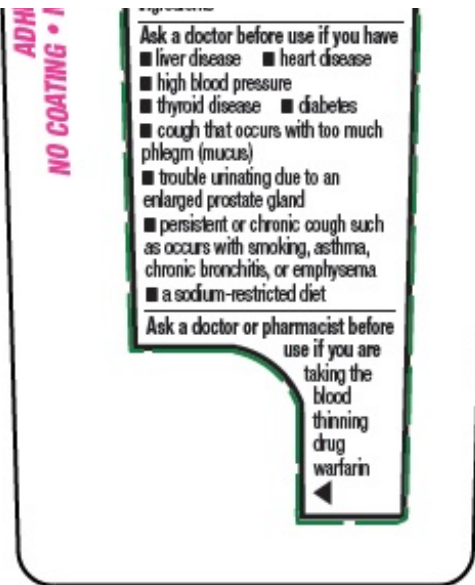 ADHE
NO COATING •
ingredients
Ask a doctor before use if you have
■ liver disease ■ heart disease
■ high blood pressure
■ thyroid disease ■ diabetes
■ cough that occurs with too much
phlegm (mucus)
■ trouble urinating due to an
enlarged prostate gland
■ persistent or chronic cough such
as occurs with smoking, asthma,
chronic bronchitis, or emphysema
■ a sodium-restricted diet
Ask a doctor or pharmacist before
use if you are
taking the
blood
thinning
drug
warfarin